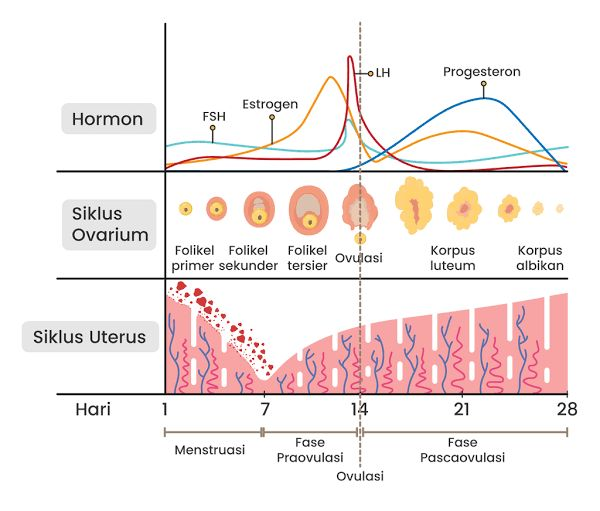 LH
Progesteron
Estrogen
FSH
Hormon
Siklus
Ovarium
Folikel
primer
Folikel
sekunder
Folikel
tersier
Ovulasi
Korpus
luteum
Korpus
albikan
Siklus Uterus
Hari
1
7
14
21
28
Menstruasi
Fase
Praovulasi
Fase
Pascaovulasi
Ovulasi